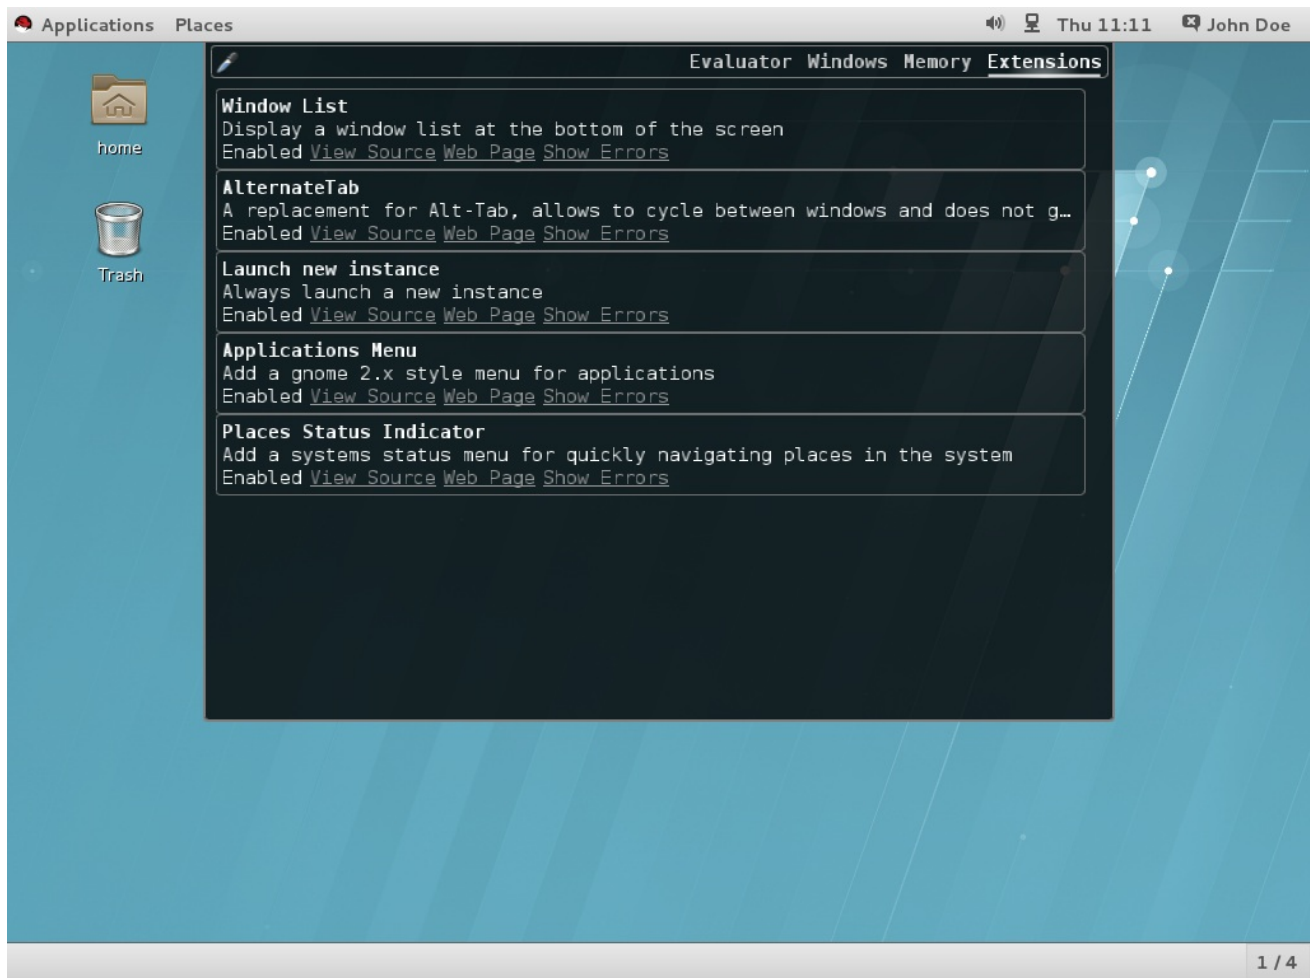 Applications Places Thu 11:11 John Doe
Evaluator Windows Memory Extensions
home
Trash
Window List
Display a window list at the bottom of the screen
Enabled View Source Web Page Show Errors
AlternateTab
A replacement for Alt-Tab, allows to cycle between windows and does not g…
Enabled View Source Web Page Show Errors
Launch new instance
Always launch a new instance
Enabled View Source Web Page Show Errors
Applications Menu
Add a gnome 2.x style menu for applications
Enabled View Source Web Page Show Errors
Places Status Indicator
Add a systems status menu for quickly navigating places in the system
Enabled View Source Web Page Show Errors
1 / 4